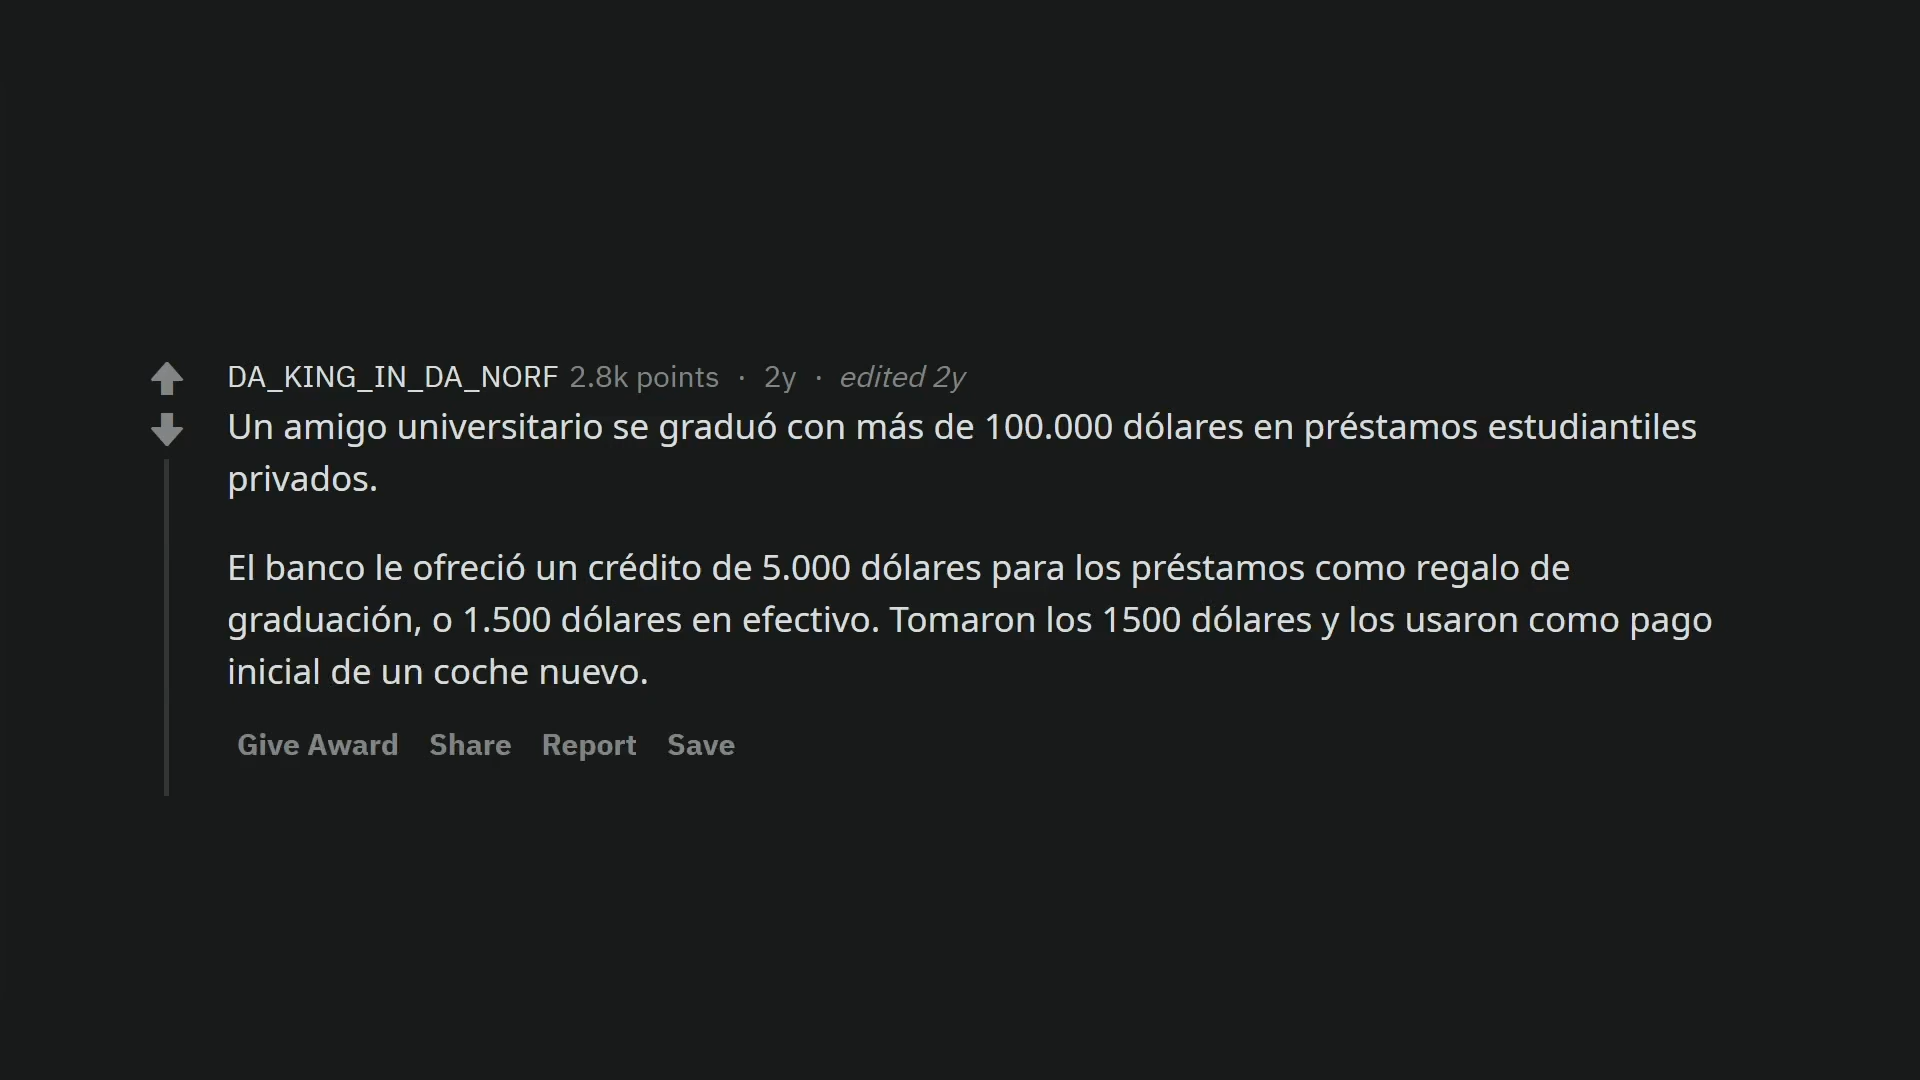 DA_KING_IN_DA_NORF 2.8k points · 2y · edited 2y
Un amigo universitario se graduó con más de 100.000 dólares en préstamos estudiantiles
privados.
El banco le ofreció un crédito de 5.000 dólares para los préstamos como regalo de
graduación, o 1.500 dólares en efectivo. Tomaron los 1500 dólares y los usaron como pago
inicial de un coche nuevo.
Give Award Share Report Save